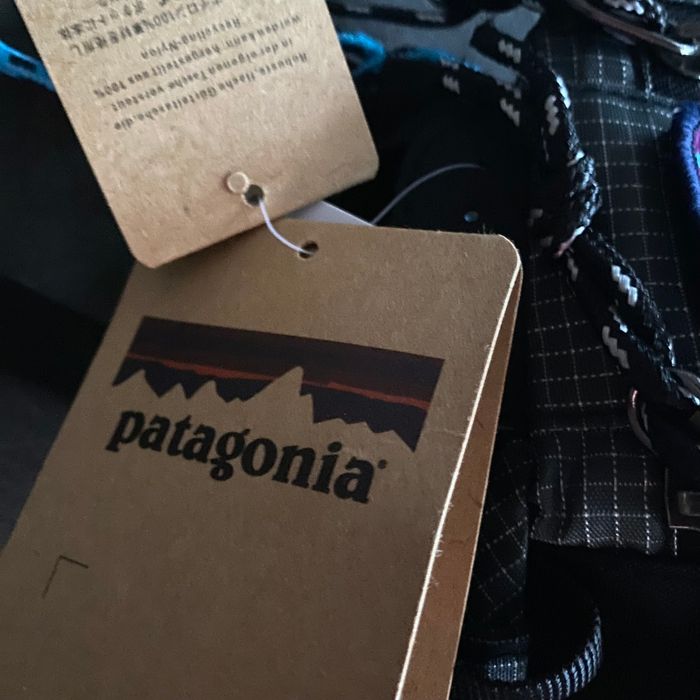 Robuste, flache Gürteltasche, die
in der eigenen Tasche verstaut
werden kann, hergestellt aus 100%
Recycling-Nylon
patagonia®